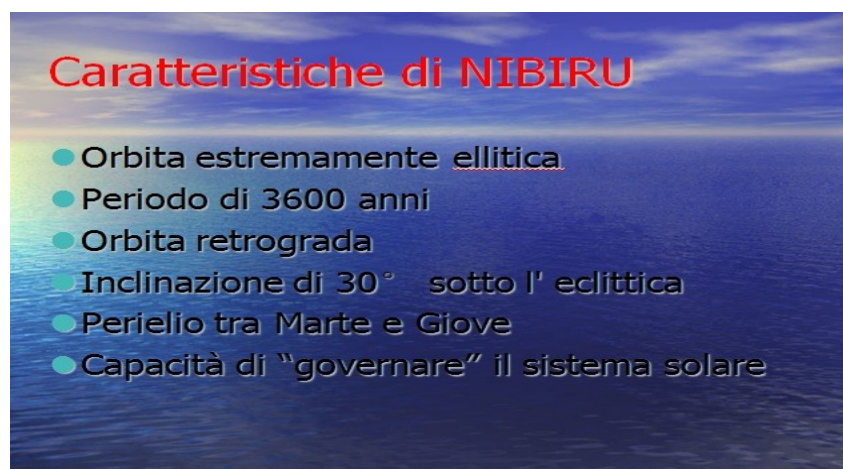 Caratteristiche di NIBIRU
Orbita estremamente ellitica
Periodo di 3600 anni
Orbita retrograda
Inclinazione di 30° sotto l' eclittica
Perielio tra Marte e Giove
Capacità di “governare” il sistema solare